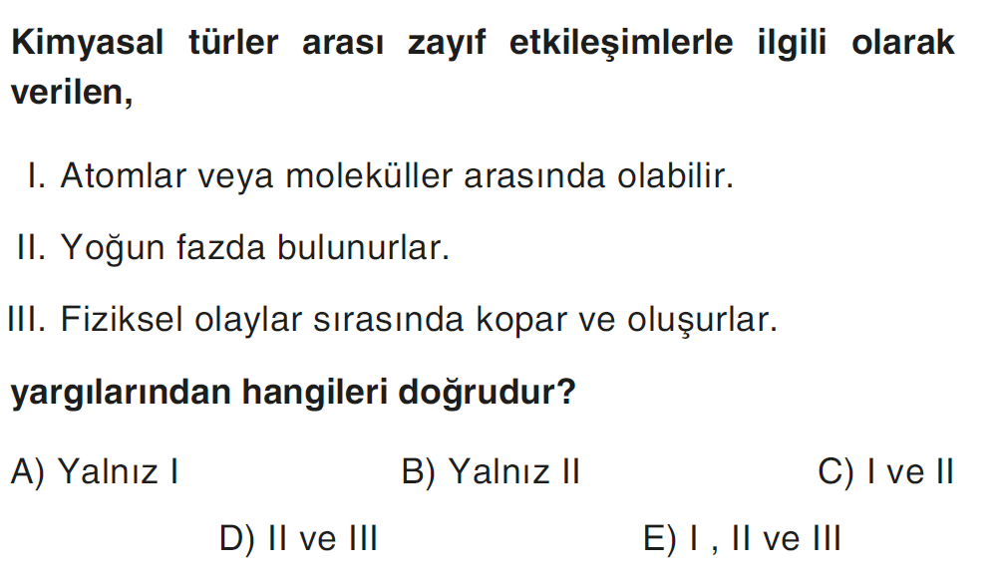 Kimyasal türler arası zayıf etkileşimlerle ilgili olarak
verilen,
I. Atomlar veya moleküller arasında olabilir.
II. Yoğun fazda bulunurlar.
III. Fiziksel olaylar sırasında kopar ve oluşurlar.
yargılarından hangileri doğrudur?
A) Yalnız I B) Yalnız II C) I ve II
D) II ve III E) I , II ve III